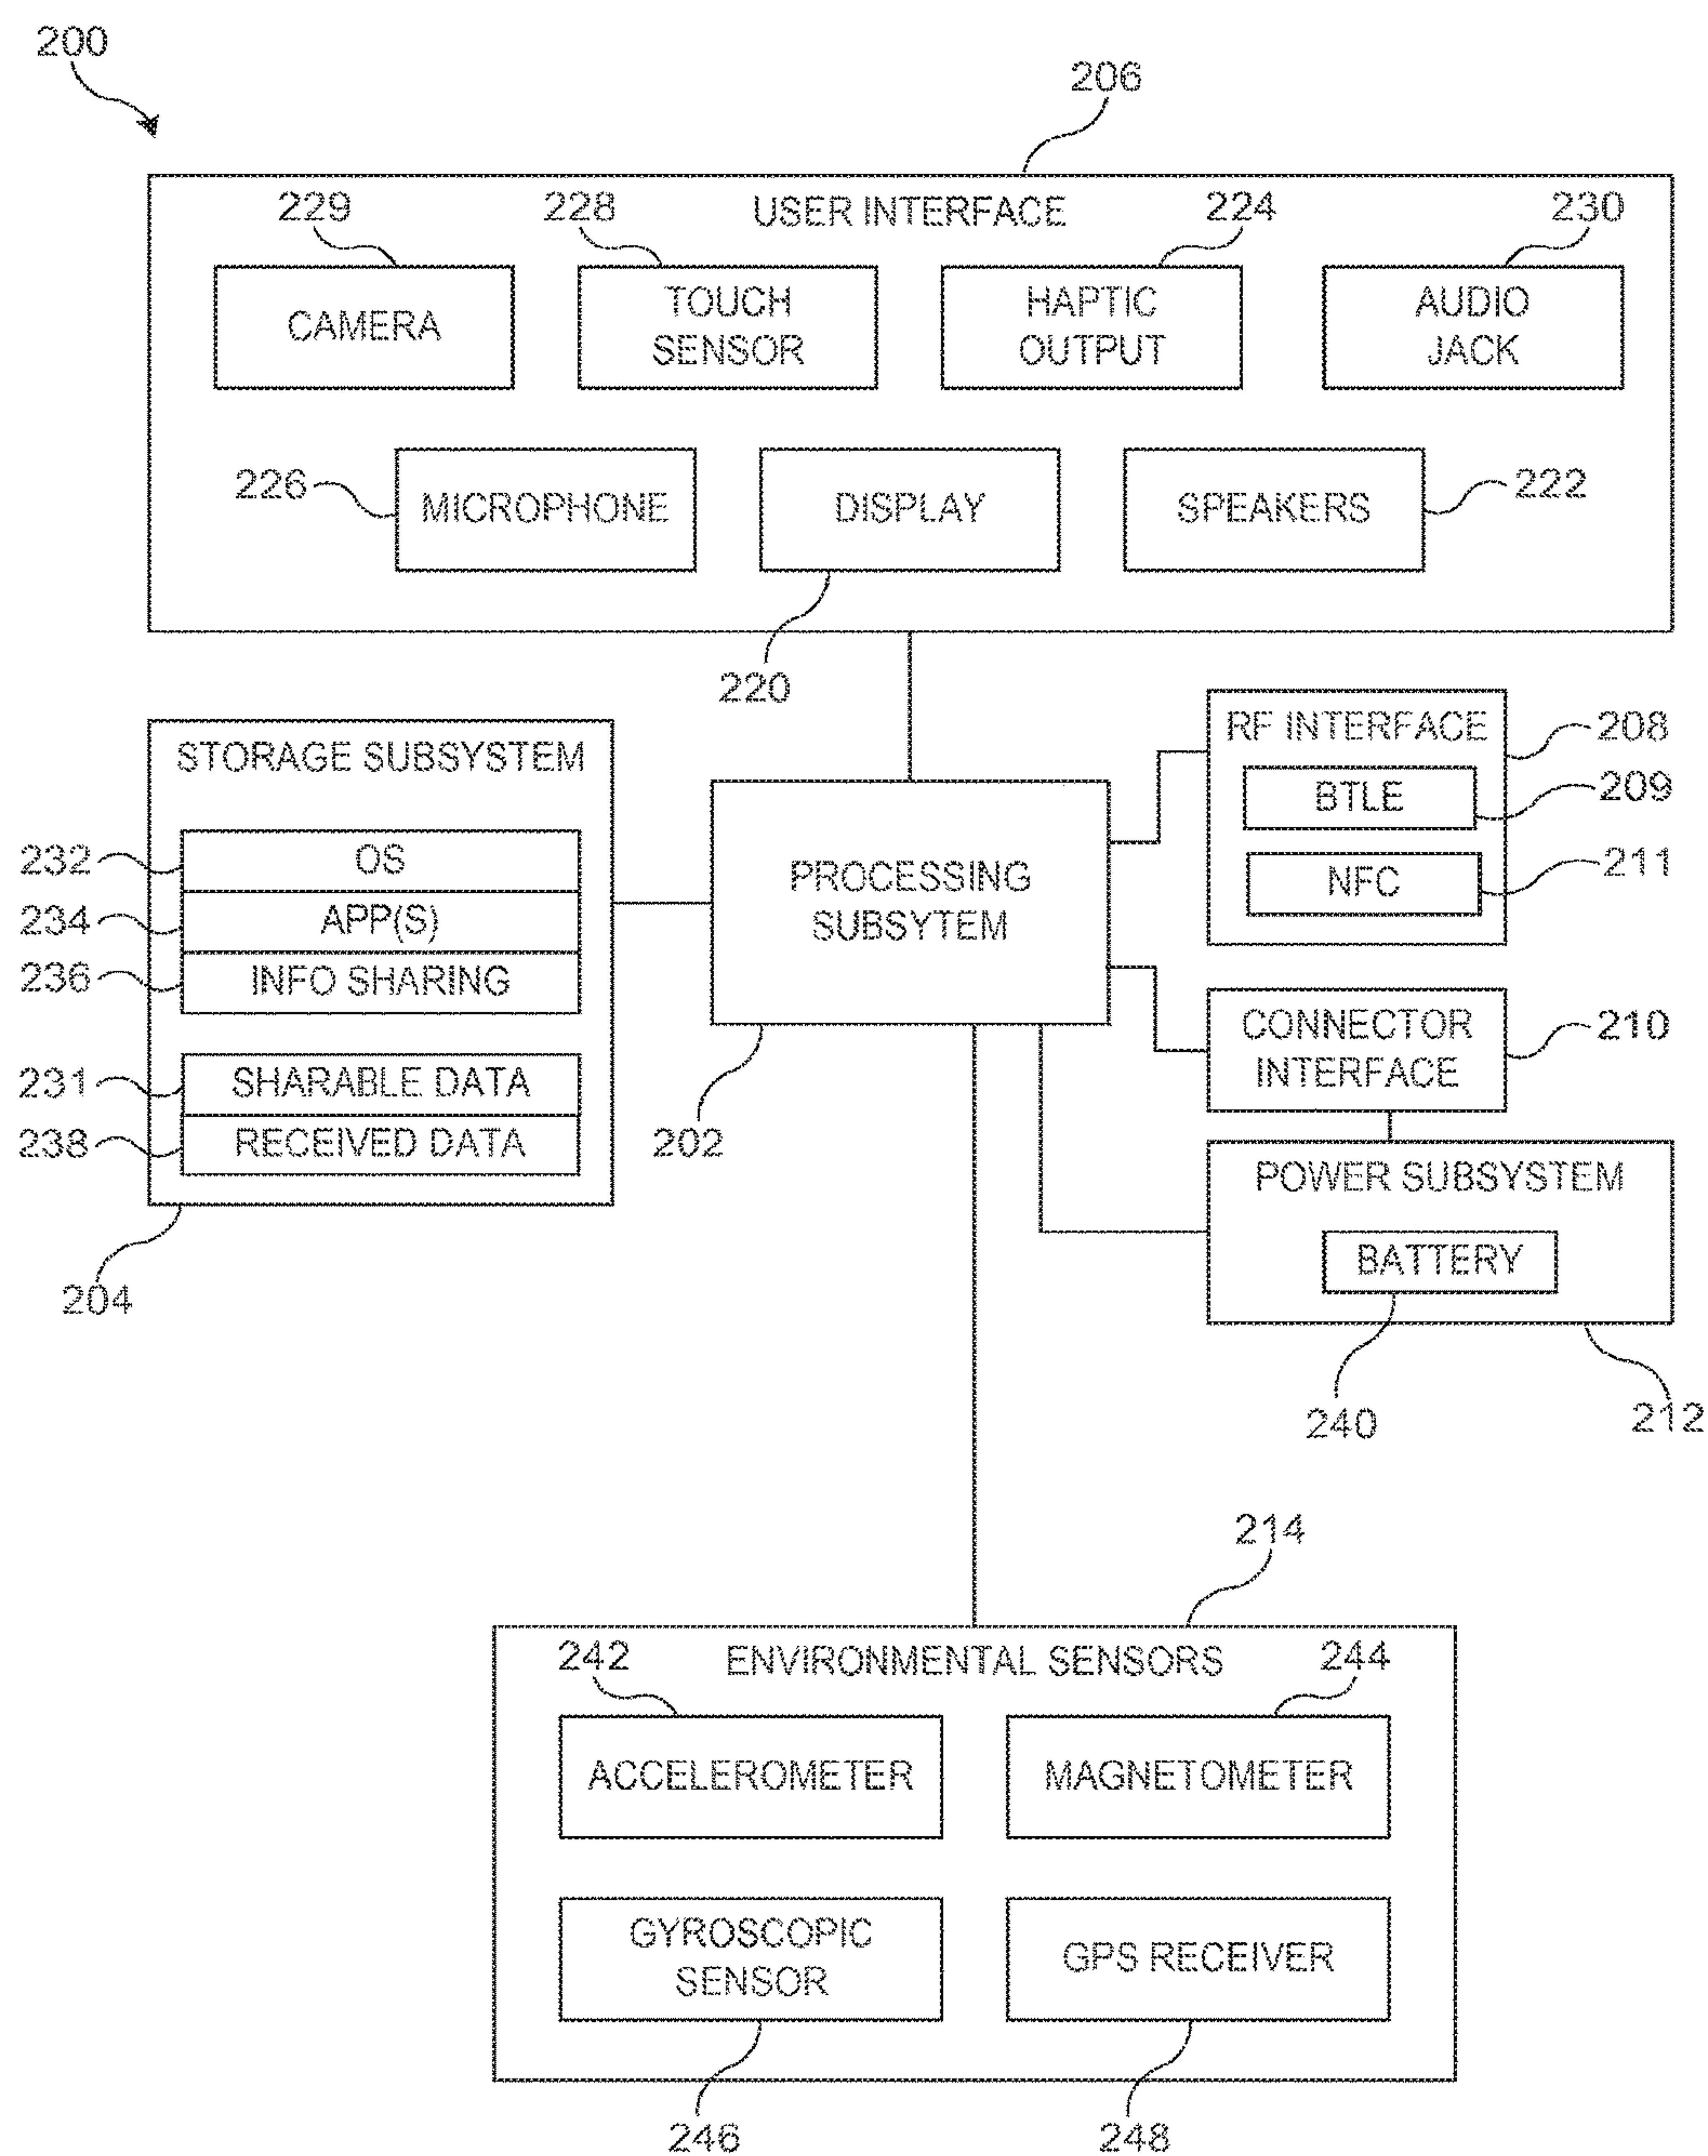 200
206
229
228
USER INTERFACE
224
230
CAMERA
TOUCH
SENSOR
HAPTIC
OUTPUT
AUDIO
JACK
226
MICROPHONE
DISPLAY
SPEAKERS
222
220
STORAGE SUBSYSTEM
232
OS
234
APP(S)
236
INFO SHARING
231
SHARABLE DATA
238
RECEIVED DATA
204
PROCESSING
SUBSYTEM
202
RF INTERFACE
208
BTLE
209
NFC
211
CONNECTOR
INTERFACE
210
POWER SUBSYSTEM
BATTERY
240
212
214
242
ENVIRONMENTAL SENSORS
244
ACCELEROMETER
MAGNETOMETER
GYROSCOPIC
SENSOR
GPS RECEIVER
246
248